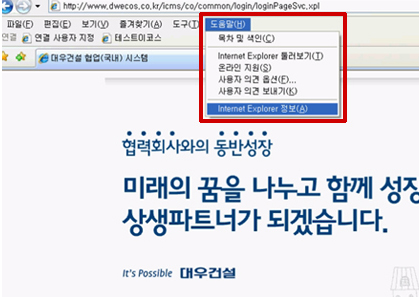 http://www.dwecos.co.kr/icms/co/common/login/loginPageSvc.xpl
파일(F) 편집(E) 보기(V) 즐겨찾기(A) 도구(T) 도움말(H)
연결 연결 사용자 지정 테스트이코스
목차 및 색인(C)
대우건설 협업(국내) 시스템
Internet Explorer 둘러보기(T)
온라인 지원(S)
사용자 의견 옵션(F)...
사용자 의견 보내기(K)
Internet Explorer 정보(A)
협력회사와의 동반성장
미래의 꿈을 나누고 함께 성장
상생파트너가 되겠습니다.
It's Possible 대우건설